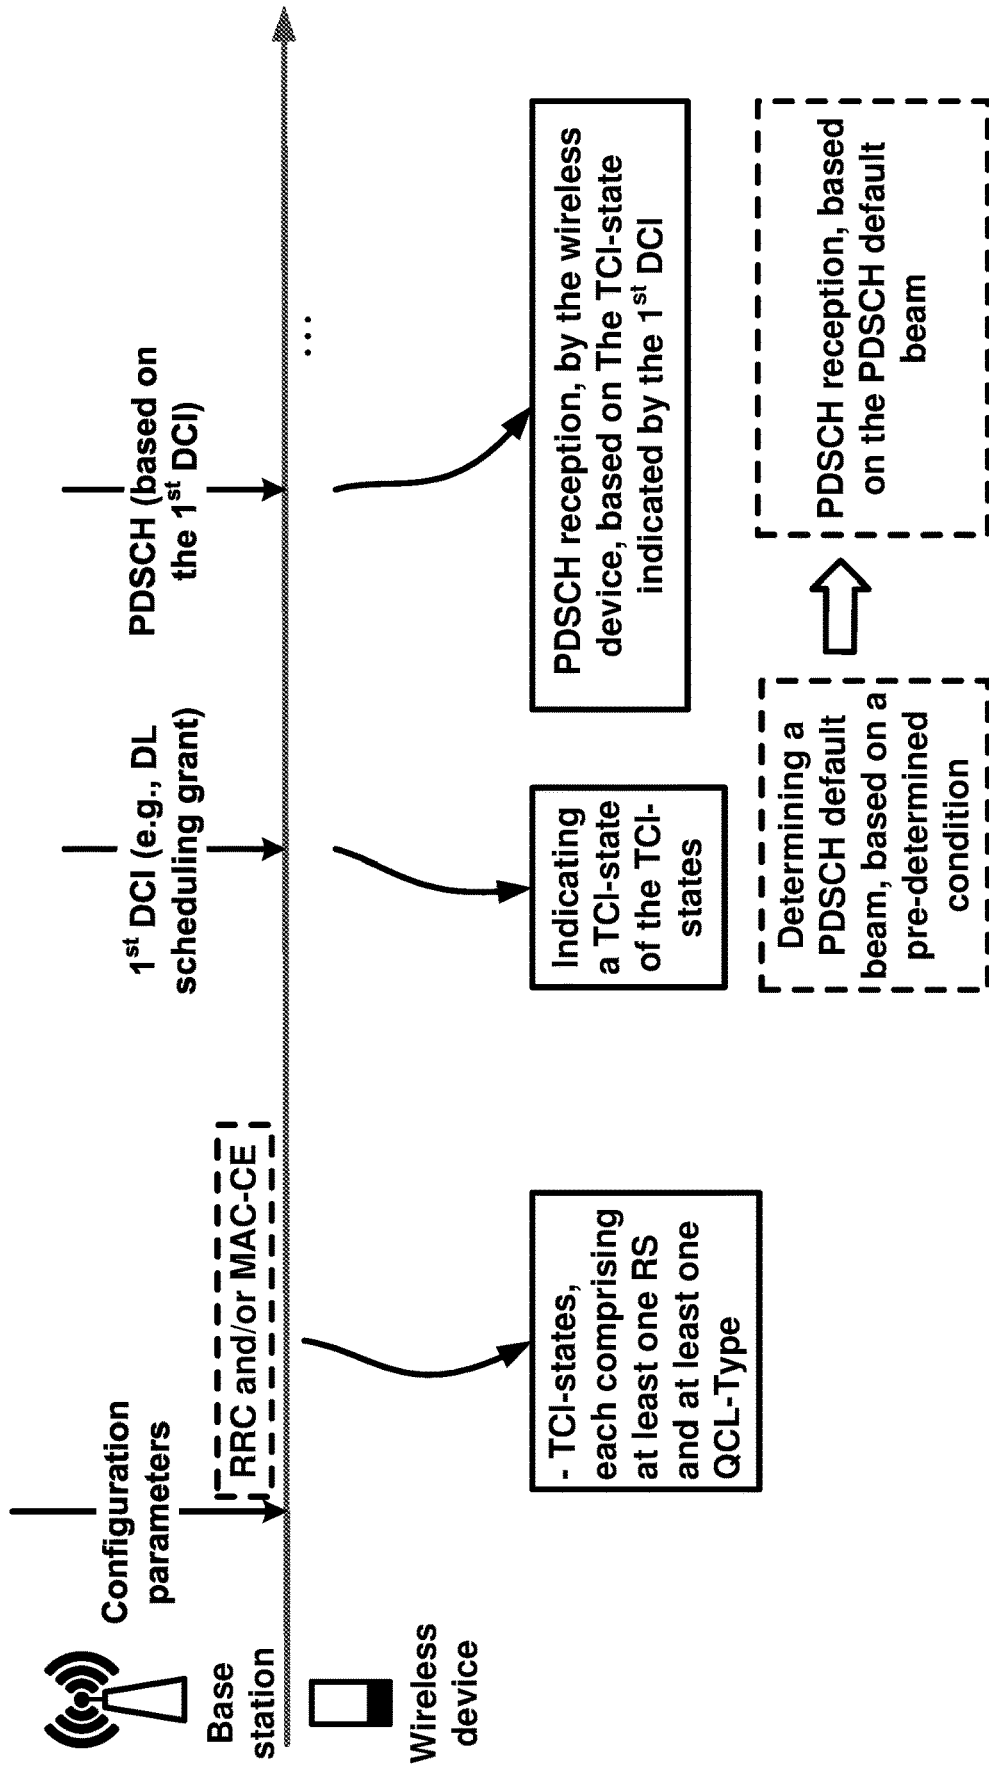 Configuration
parameters
RRC and/or MAC-CE
1st DCI (e.g., DL
scheduling grant)
PDSCH (based on
the 1st DCI)
Base
station
Wireless
device
...
- TCI-states,
each comprising
at least one RS
and at least one
QCL-Type
Indicating
a TCI-state
of the TCI-
states
PDSCH reception, by the wireless
device, based on The TCI-state
indicated by the 1st DCI
Determining a
PDSCH default
beam, based on a
pre-determined
condition
PDSCH reception, based
on the PDSCH default
beam